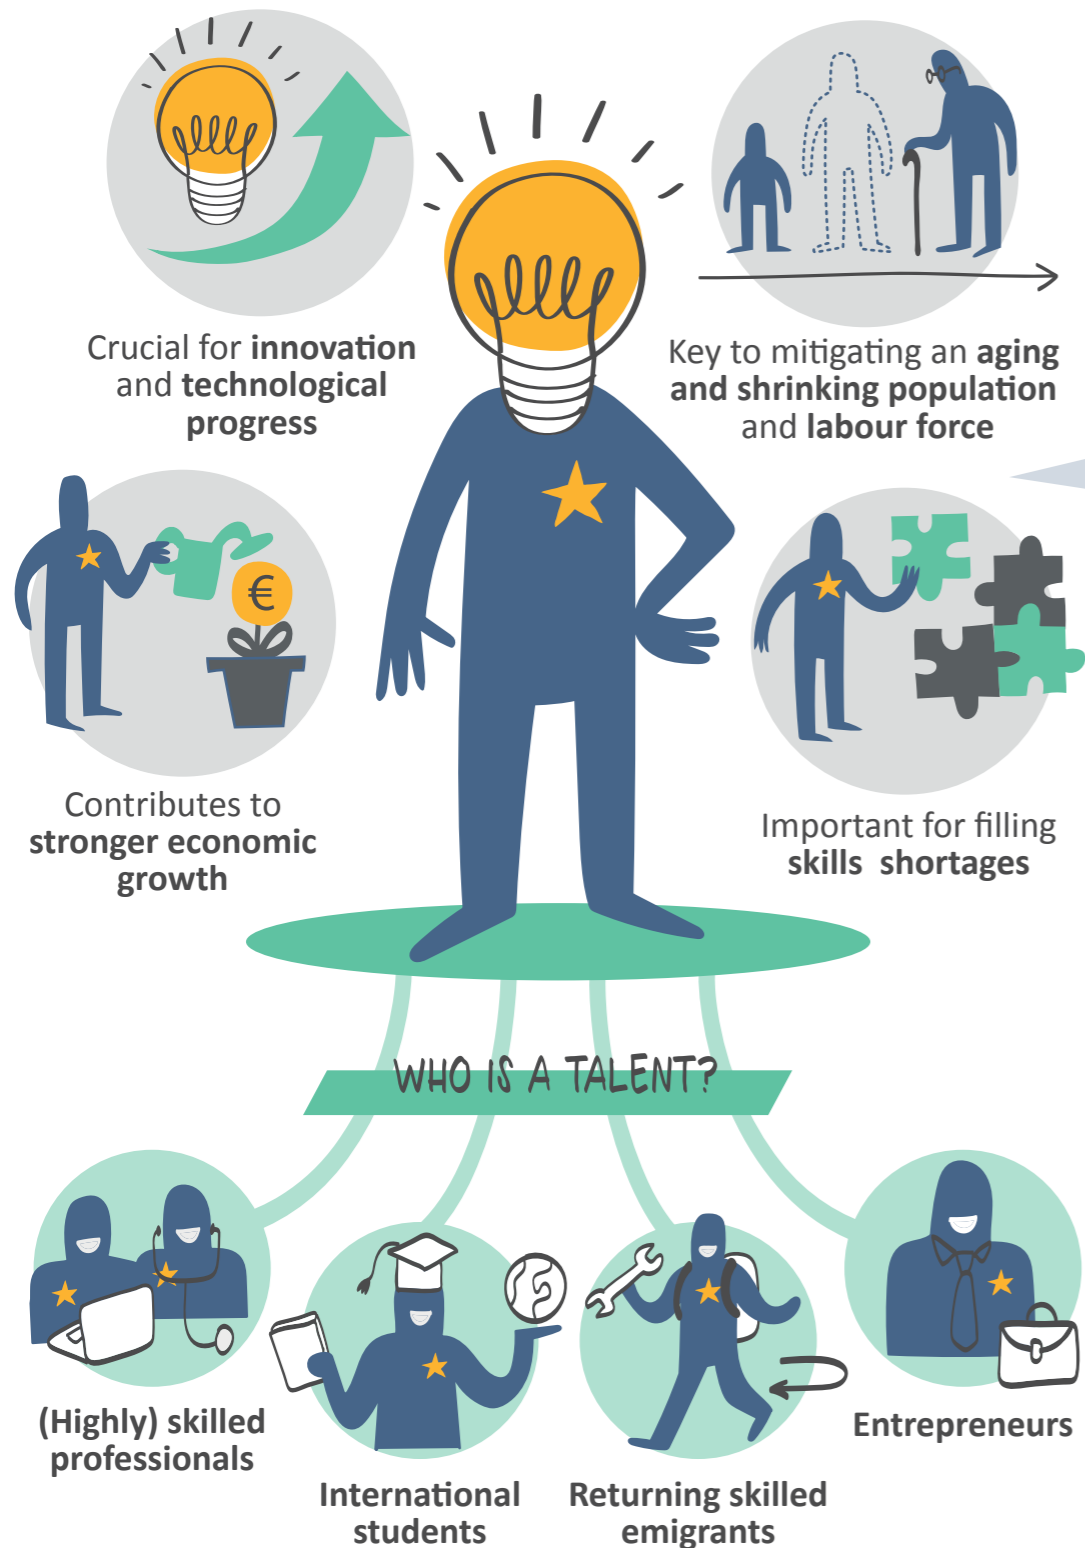 Crucial for innovation
and technological
progress
Key to mitigating an aging
and shrinking population
and labour force
€
Contributes to
stronger economic
growth
Important for filling
skills shortages
WHO IS A TALENT?
(Highly) skilled
professionals
International
students
Returning skilled
emigrants
Entrepreneurs